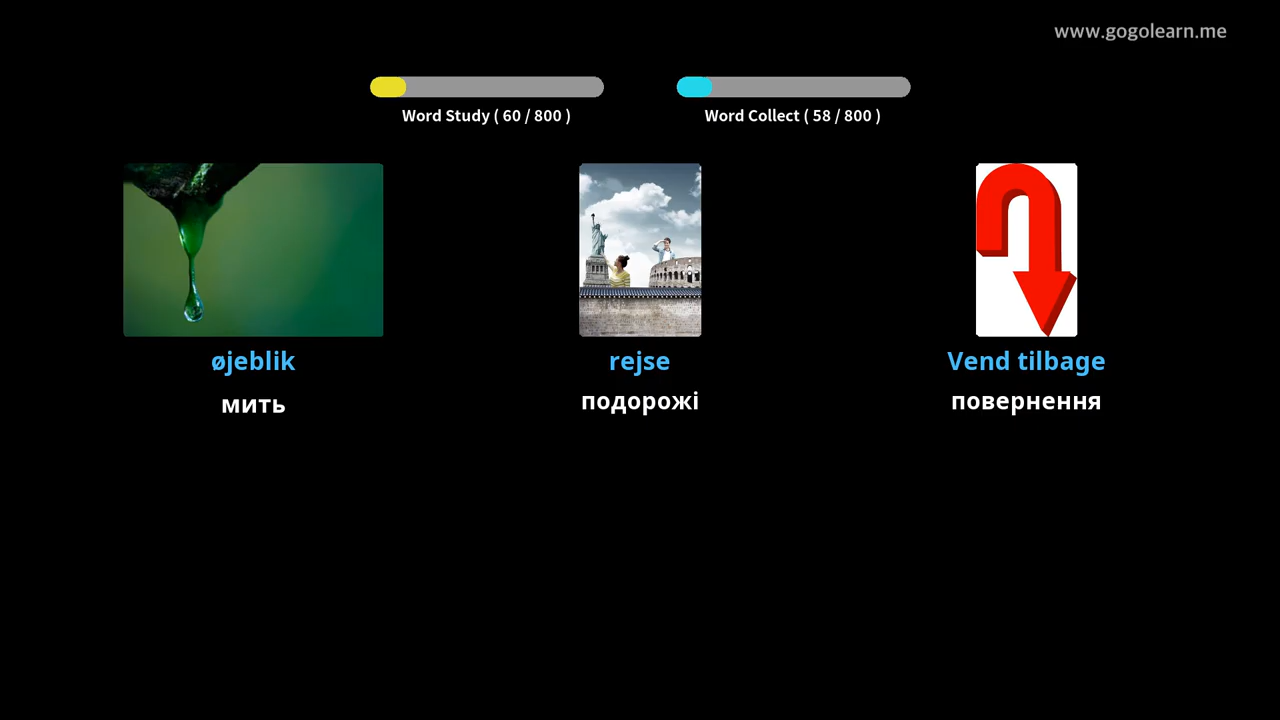 www.gogolearn.me
Word Study ( 60 / 800 )
Word Collect ( 58 / 800 )
øjeblik
rejse
Vend tilbage
мить
подорожі
повернення